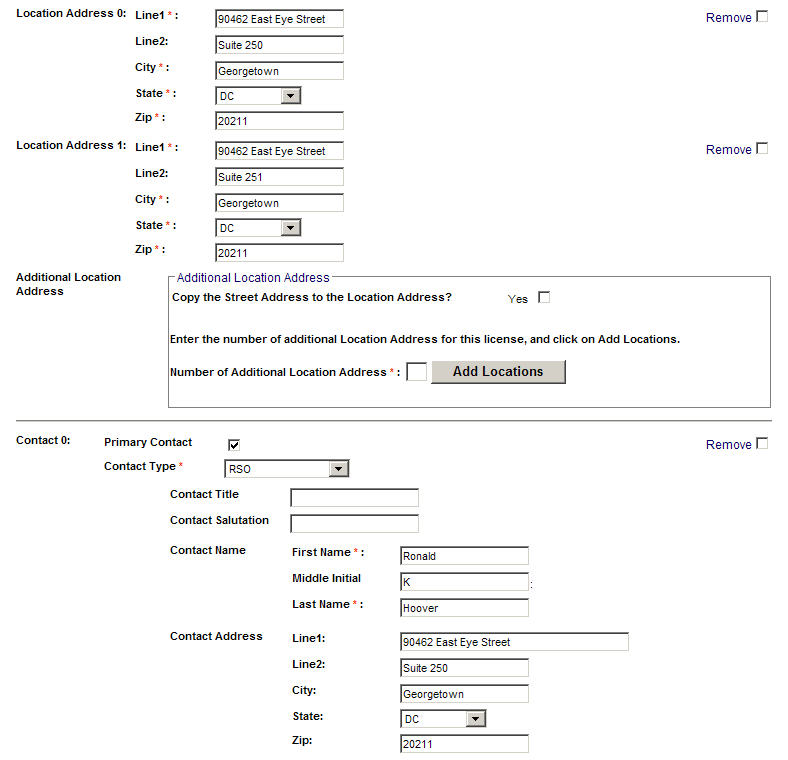 Location Address 0: Line1 * : 90462 East Eye Street Remove
Line2: Suite 250
City * : Georgetown
State * : DC
Zip * : 20211
Location Address 1: Line1 * : 90462 East Eye Street Remove
Line2: Suite 251
City * : Georgetown
State * : DC
Zip * : 20211
Additional Location Address
Additional Location Address
Copy the Street Address to the Location Address? Yes
Enter the number of additional Location Address for this license, and click on Add Locations.
Number of Additional Location Address * : Add Locations
Contact 0: Primary Contact Remove
Contact Type * RSO
Contact Title
Contact Salutation
Contact Name First Name * : Ronald
Middle Initial K :
Last Name * : Hoover
Contact Address Line1: 90462 East Eye Street
Line2: Suite 250
City: Georgetown
State: DC
Zip: 20211